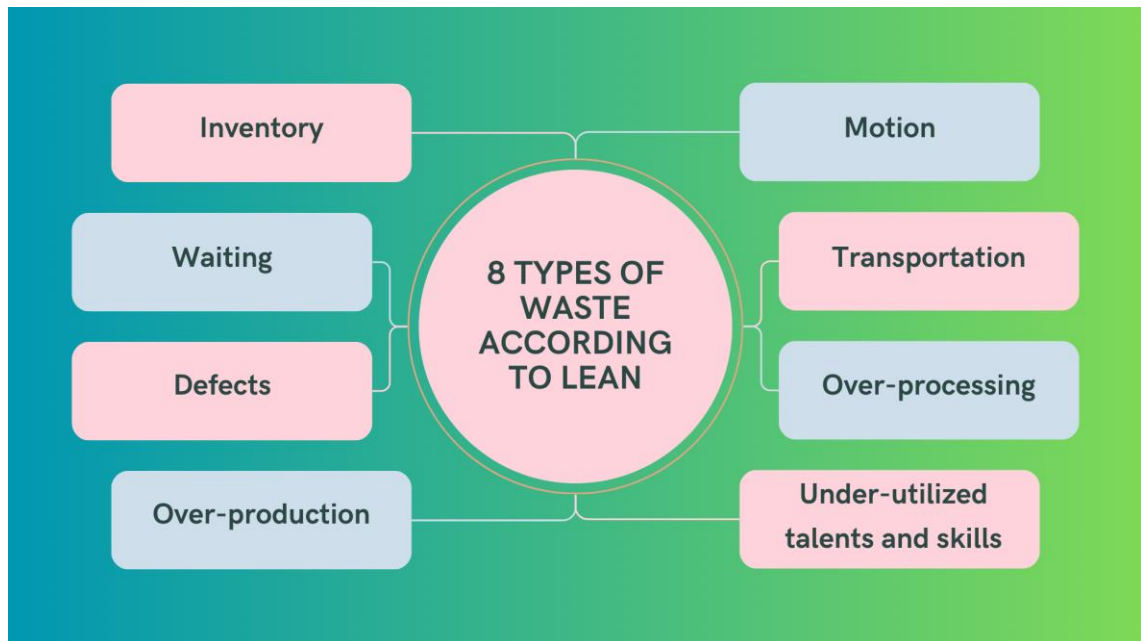 Inventory
Waiting
Defects
Over-production
8 TYPES OF
WASTE
ACCORDING
TO LEAN
Motion
Transportation
Over-processing
Under-utilized
talents and skills